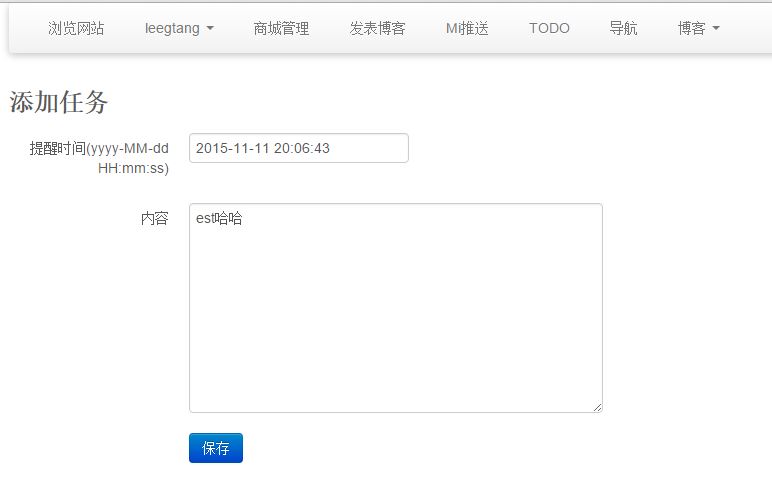 浏览网站 leegtang 商城管理 发表博客 Mi推送 TODO 导航 博客
添加任务
提醒时间(yyyy-MM-dd HH:mm:ss) 2015-11-11 20:06:43
内容 est哈哈
保存